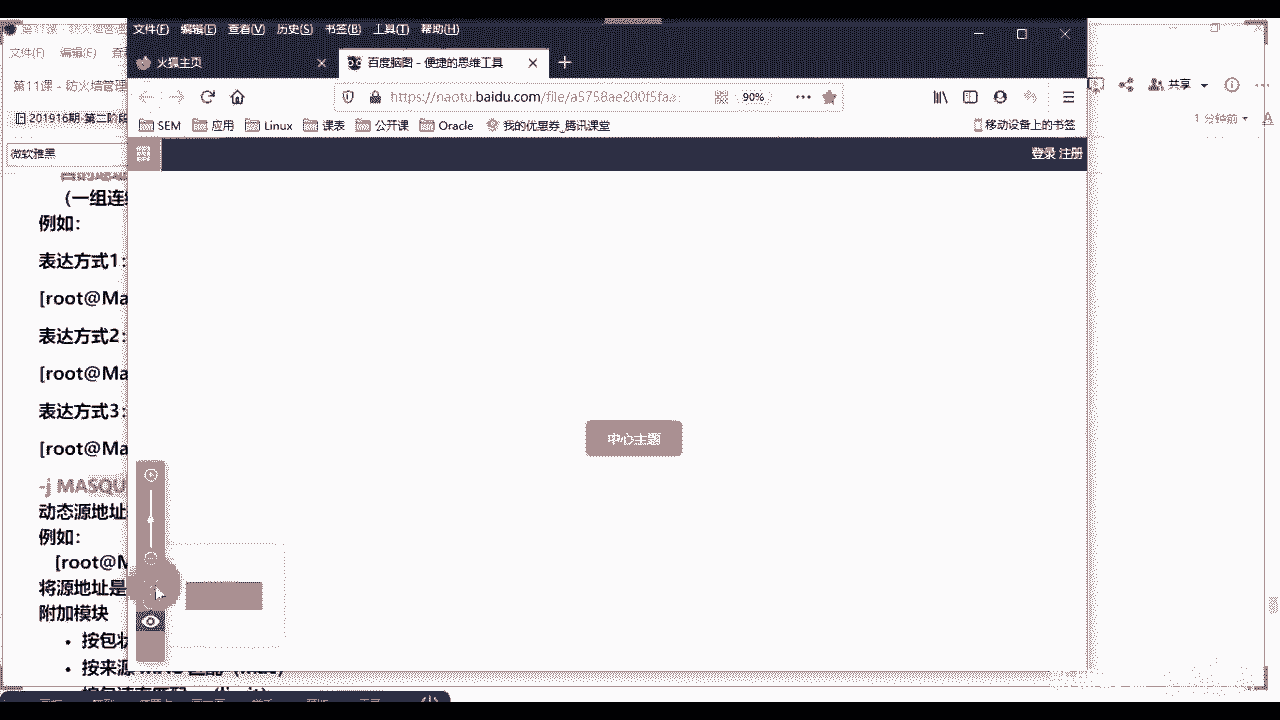 文件(F) 编辑(E) 查看(V) 历史(S) 书签(B) 工具(T) 帮助(H)
火狐主页
百度脑图 - 便捷的思维工具
https://naotu.baidu.com/file/a5758ae200f5fa
90%
SEM 应用 Linux 课表 公开课 Oracle 我的优惠券_腾讯课堂
移动设备上的书签
登录 注册
中心主题
文件(F) 编辑(E) 查
第11课 - 防火墙管理
共享
201916期-第二阶段
1 分钟前
微软雅黑
(一组连
例如:
表达方式1:
[root@Ma
表达方式2:
[root@Ma
表达方式3:
[root@Ma
-j MASQU
动态源地址
例如:
[root@M
将源地址是
附加模块
按包状
按来源